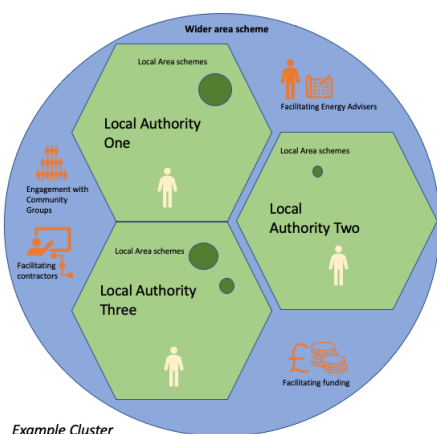 Wider area scheme
Local Area schemes
Local Authority
One
Facilitating Energy Advisers
Engagement with
Community
Groups
Local Area schemes
Local
Authority Two
Facilitating
contractors
Local Area schemes
Local Authority
Three
£
Facilitating funding
Example Cluster